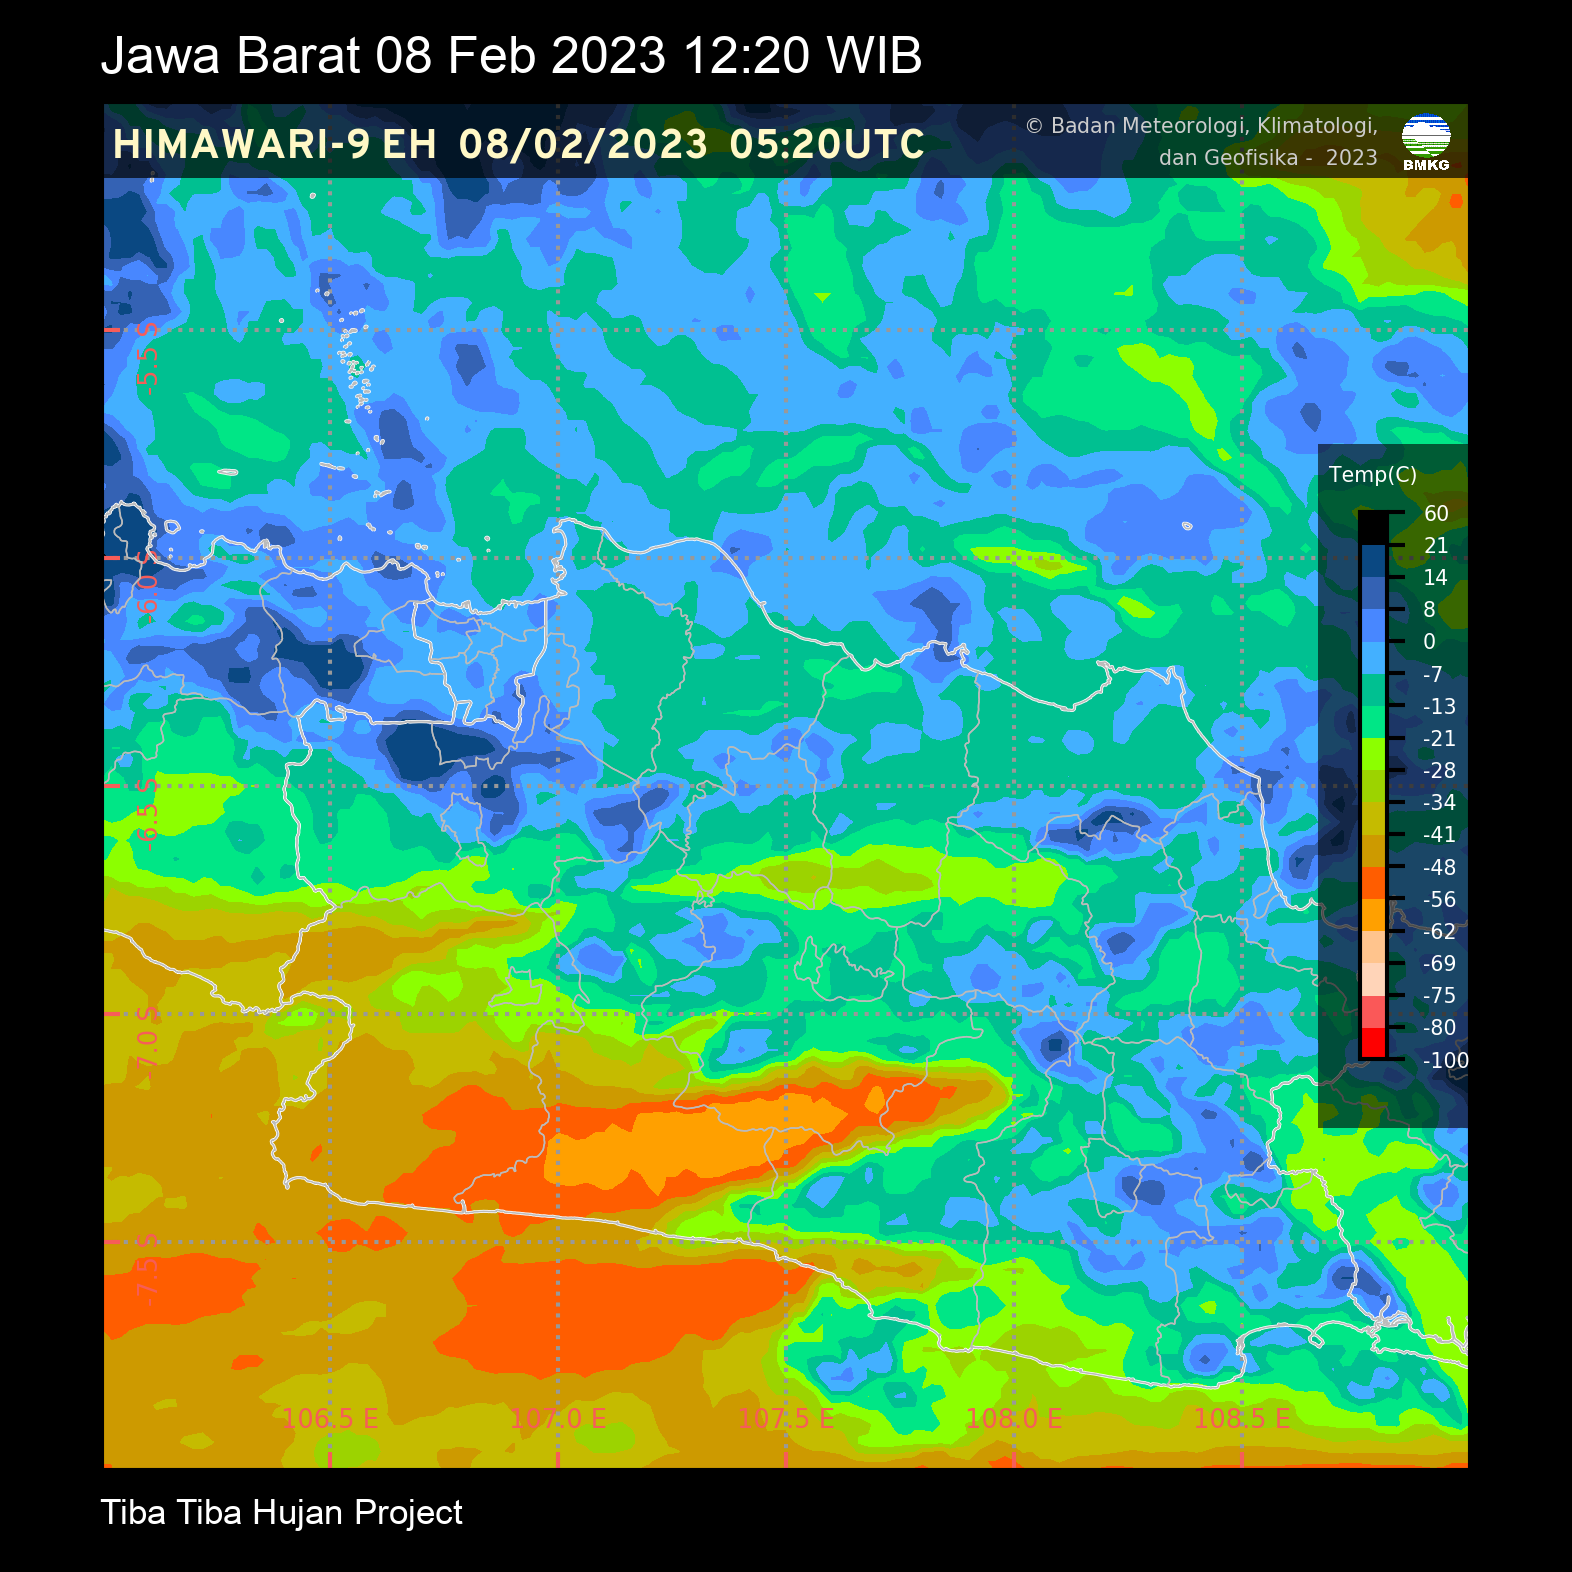 Jawa Barat 08 Feb 2023 12:20 WIB
HIMAWARI-9 EH 08/02/2023 05:20UTC
© Badan Meteorologi, Klimatologi,
dan Geofisika - 2023
BMKG
-5.5 S
-6.0 S
-6.5 S
-7.0 S
-7.5 S
Temp(C)
60
21
14
8
0
-7
-13
-21
-28
-34
-41
-48
-56
-62
-69
-75
-80
-100
106.5 E
107.0 E
107.5 E
108.0 E
108.5 E
Tiba Tiba Hujan Project